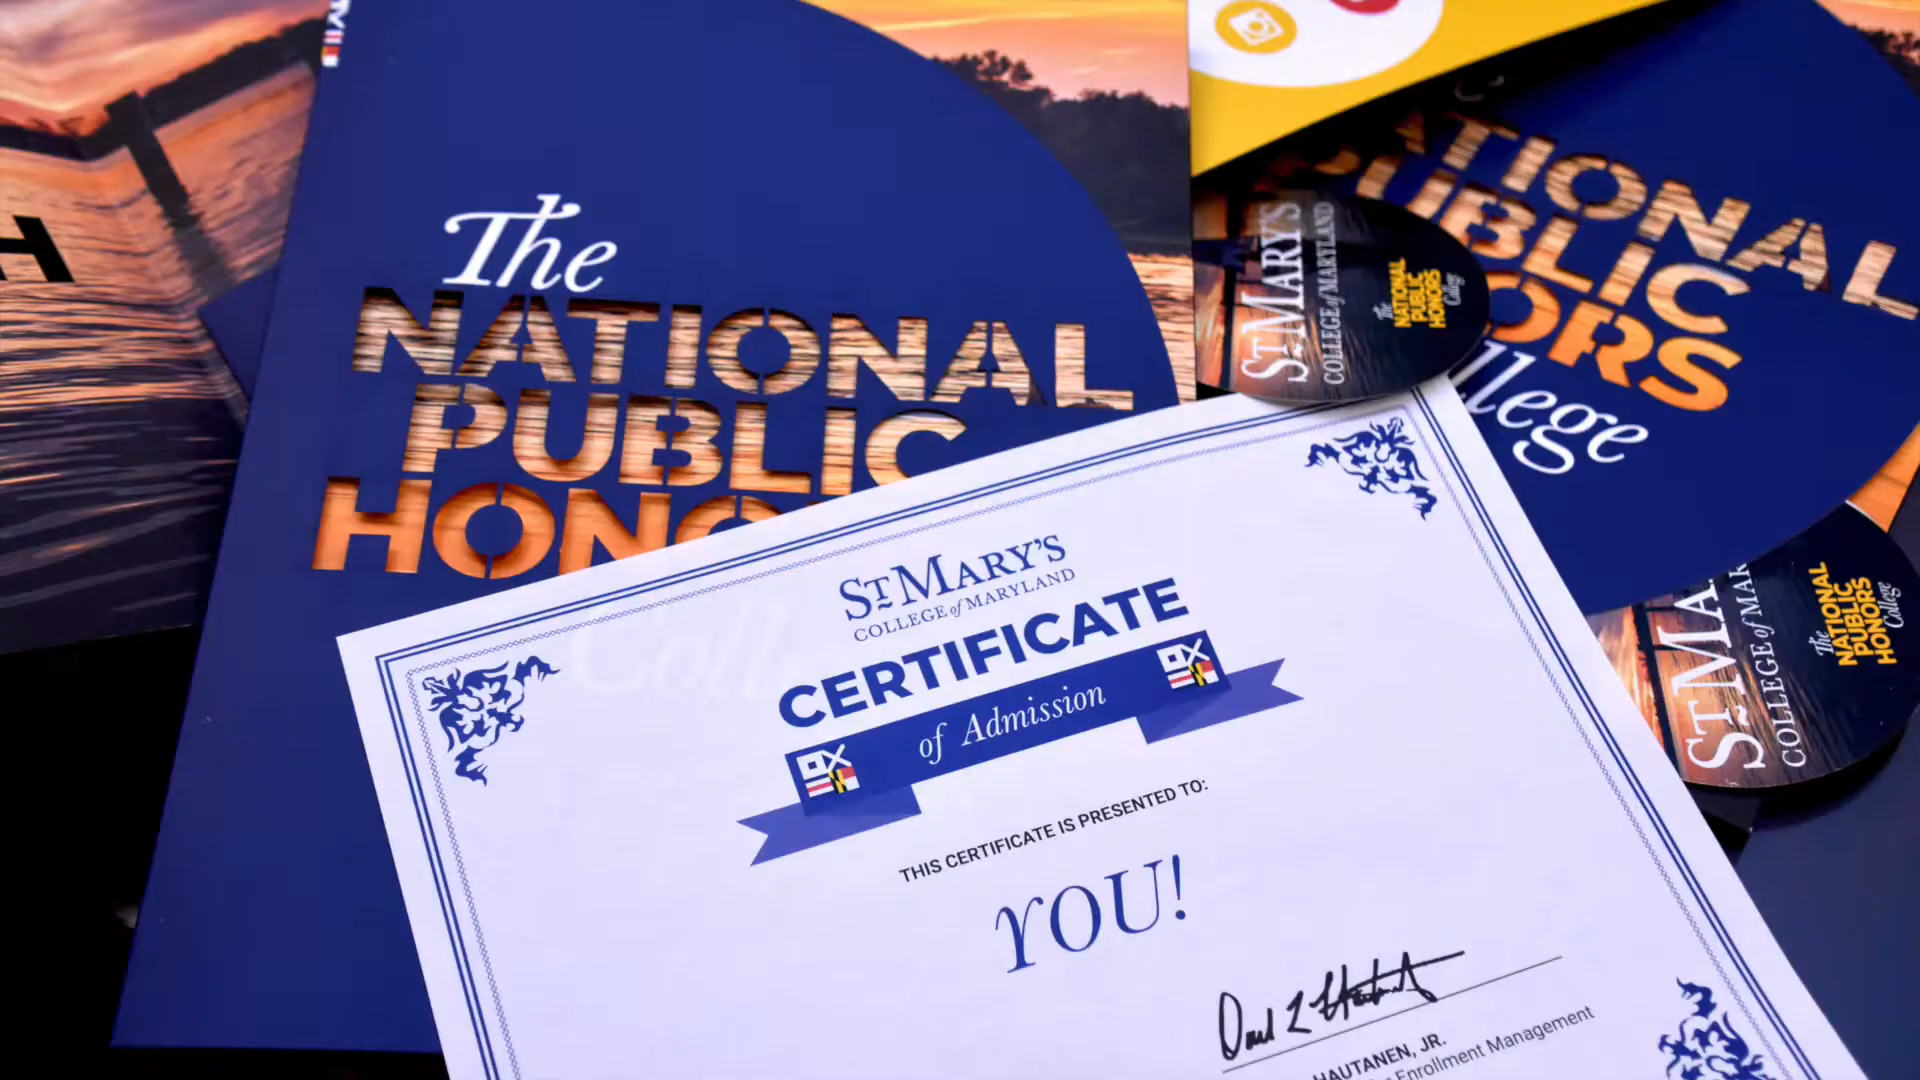 The
NATIONAL
PUBLIC
HONO
H
NATIONAL
PUBLIC
ORS
llege
ST MARY'S
COLLEGE of MARYLAND
The
NATIONAL
PUBLIC
HONORS
College
ST MA
COLLEGE of MAR
The
NATIONAL
PUBLIC
HONORS
College
ST MARY'S
COLLEGE of MARYLAND
CERTIFICATE
of Admission
THIS CERTIFICATE IS PRESENTED TO:
YOU!
HAUTANEN, JR.
Enrollment Management